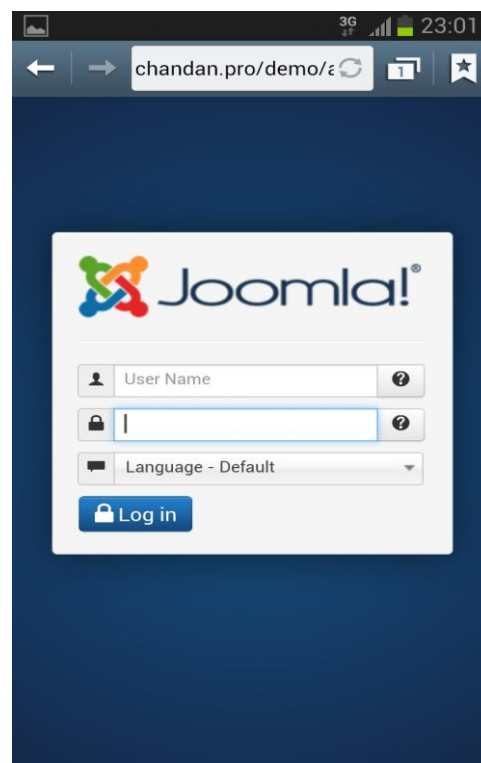 3G 23:01
chandan.pro/demo/a 1
Joomla!®
User Name
Language - Default
Log in